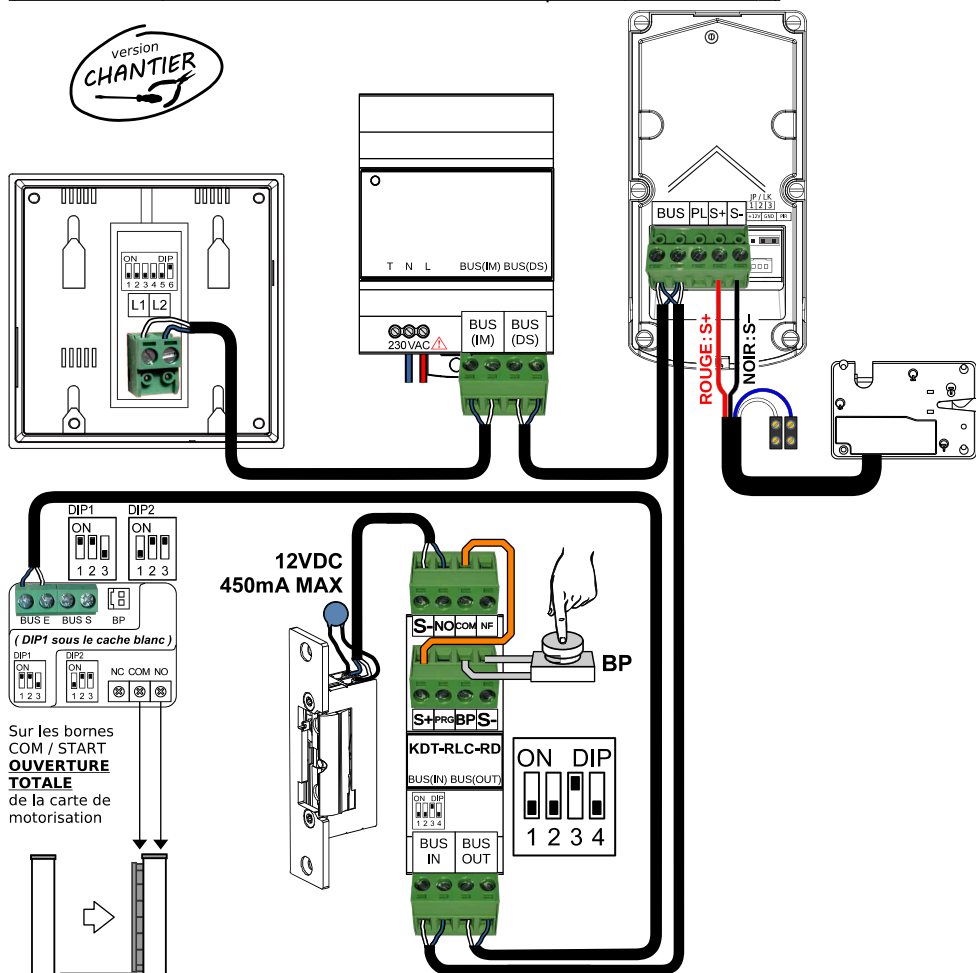 version
CHANTIER
ON DIP
1 2 3 4 5 6
L1 L2
T N L BUS(IM) BUS(DS)
230VAC
BUS (IM)
BUS (DS)
JP / LK
1 2 3
+12V GND PIR
BUS PL S+ S-
ROUGE: S+
NOIR: S-
DIP1
ON
1 2 3
DIP2
ON
1 2 3
BUS E BUS S BP
( DIP1 sous le cache blanc )
DIP1
ON
1 2 3
DIP2
ON
1 2 3
NC COM NO
Sur les bornes
COM / START
OUVERTURE
TOTALE
de la carte de
motorisation
12VDC
450mA MAX
S- NO COM NF
BP
S+ PRG BP S-
KDT-RLC-RD
BUS(IN) BUS(OUT)
ON DIP
1 2 3 4
BUS IN
BUS OUT
ON DIP
1 2 3 4